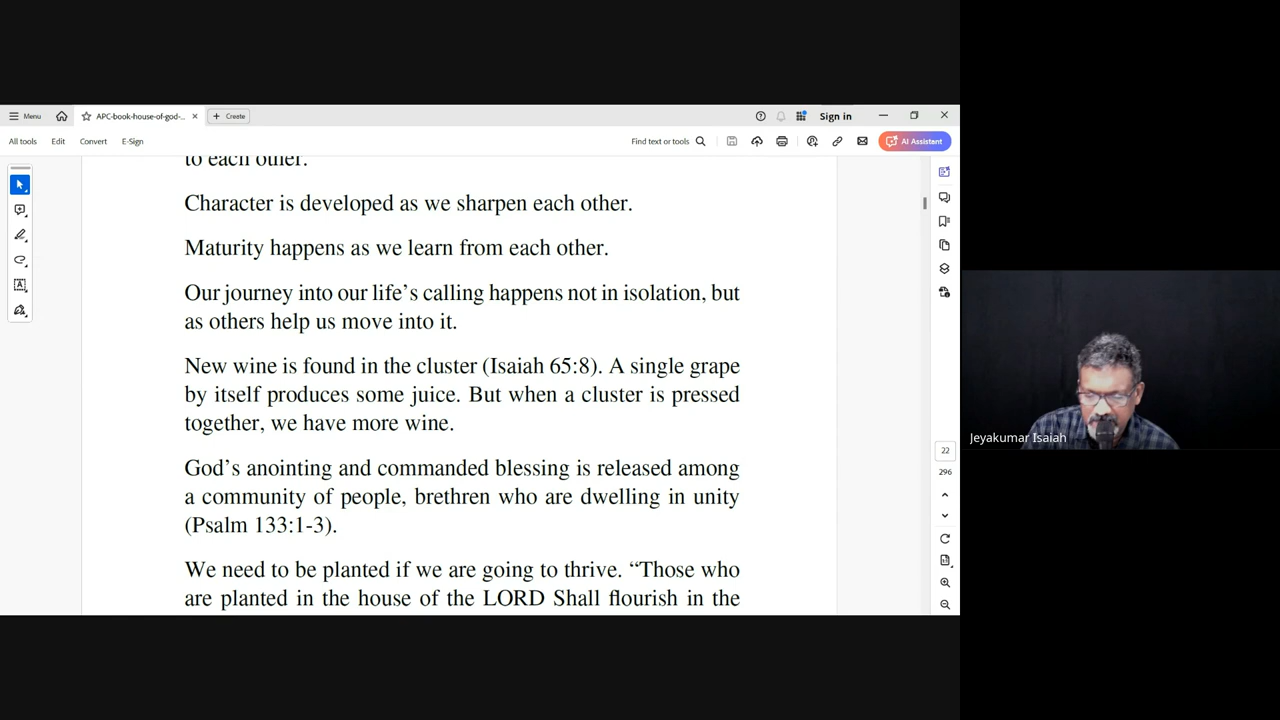 Menu
APC-book-house-of-god-...
Create
Sign in
All tools
Edit
Convert
E-Sign
Find text or tools
AI Assistant
to each other.
Character is developed as we sharpen each other.
Maturity happens as we learn from each other.
Our journey into our life's calling happens not in isolation, but
as others help us move into it.
New wine is found in the cluster (Isaiah 65:8). A single grape
by itself produces some juice. But when a cluster is pressed
together, we have more wine.
God's anointing and commanded blessing is released among
a community of people, brethren who are dwelling in unity
(Psalm 133:1-3).
We need to be planted if we are going to thrive. “Those who
are planted in the house of the LORD Shall flourish in the
22
296
Jeyakumar Isaiah